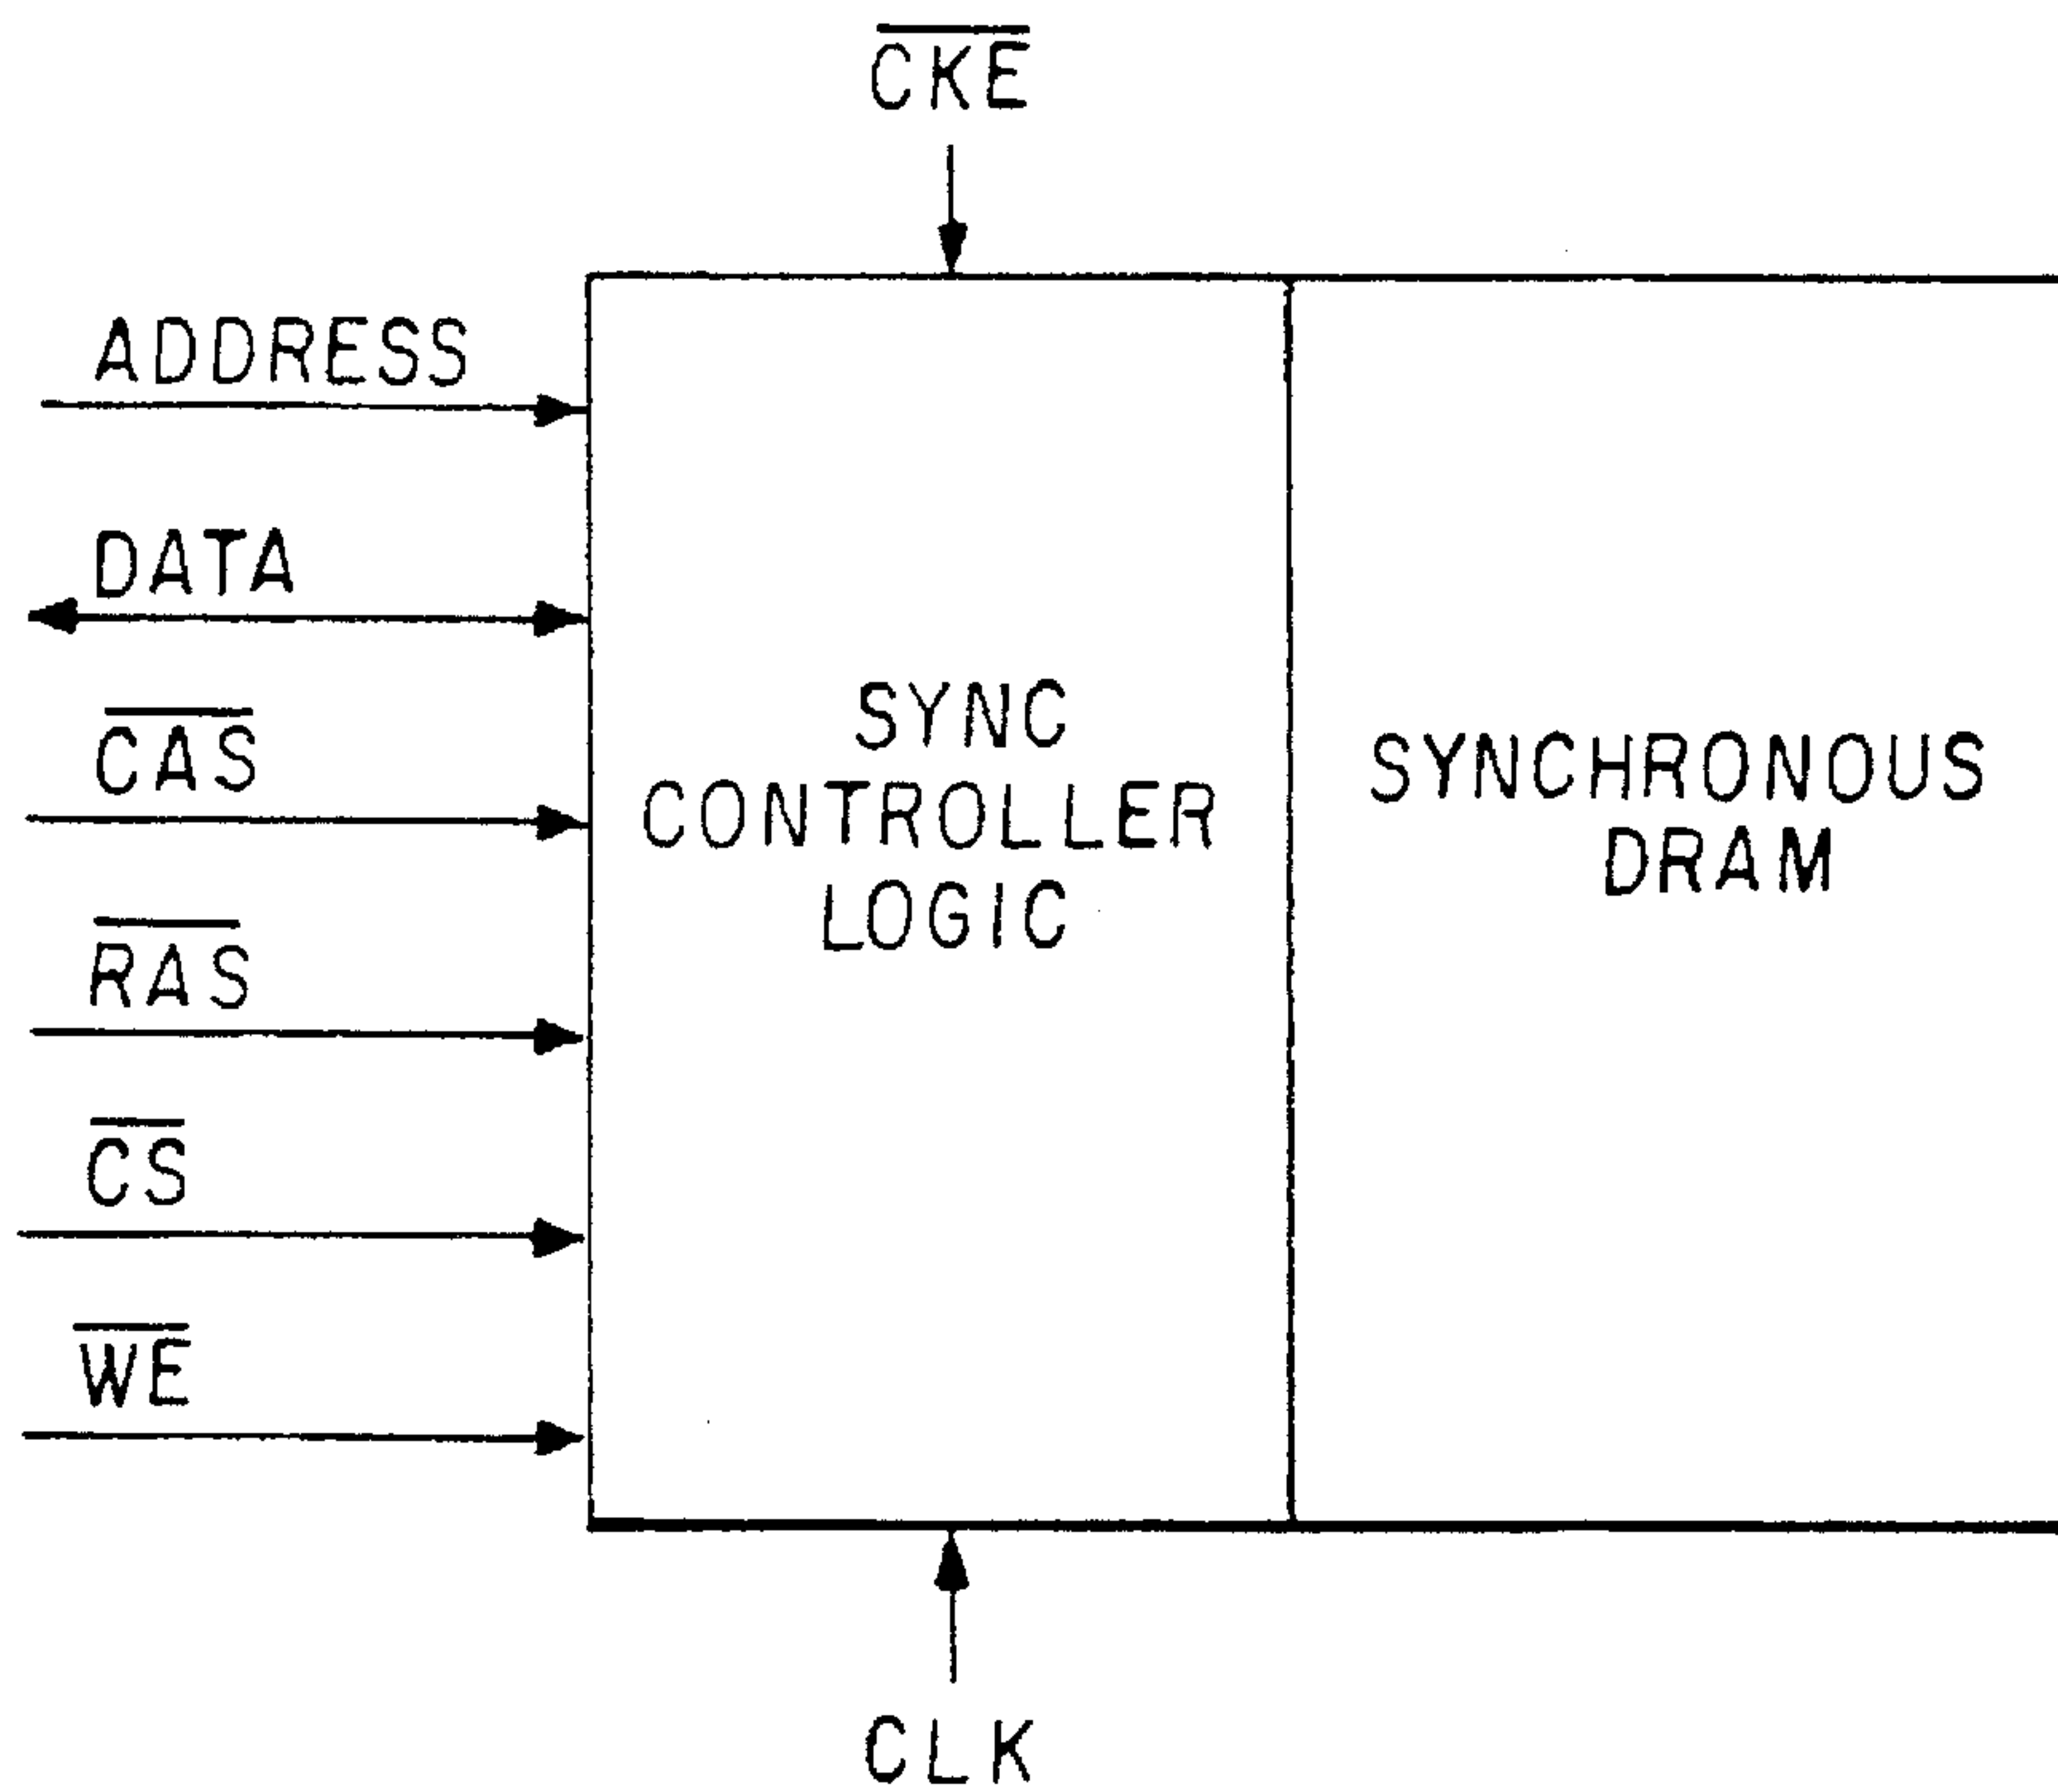 CKE
ADDRESS
DATA
CAS
RAS
CS
WE
SYNC
CONTROLLER
LOGIC
SYNCHRONOUS
DRAM
CLK